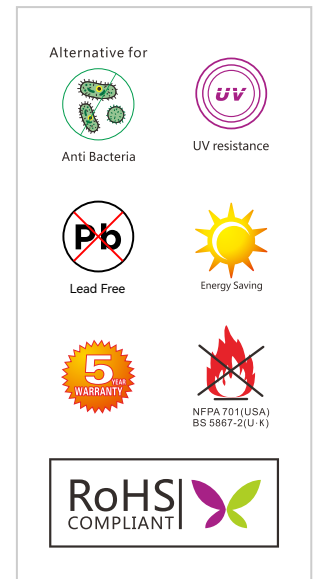 Alternative for
Anti Bacteria
UV
UV resistance
Pb
Lead Free
Energy Saving
5
YEAR
WARRANTY
NFPA 701(USA)
BS 5867-2(U·K)
RoHS
COMPLIANT